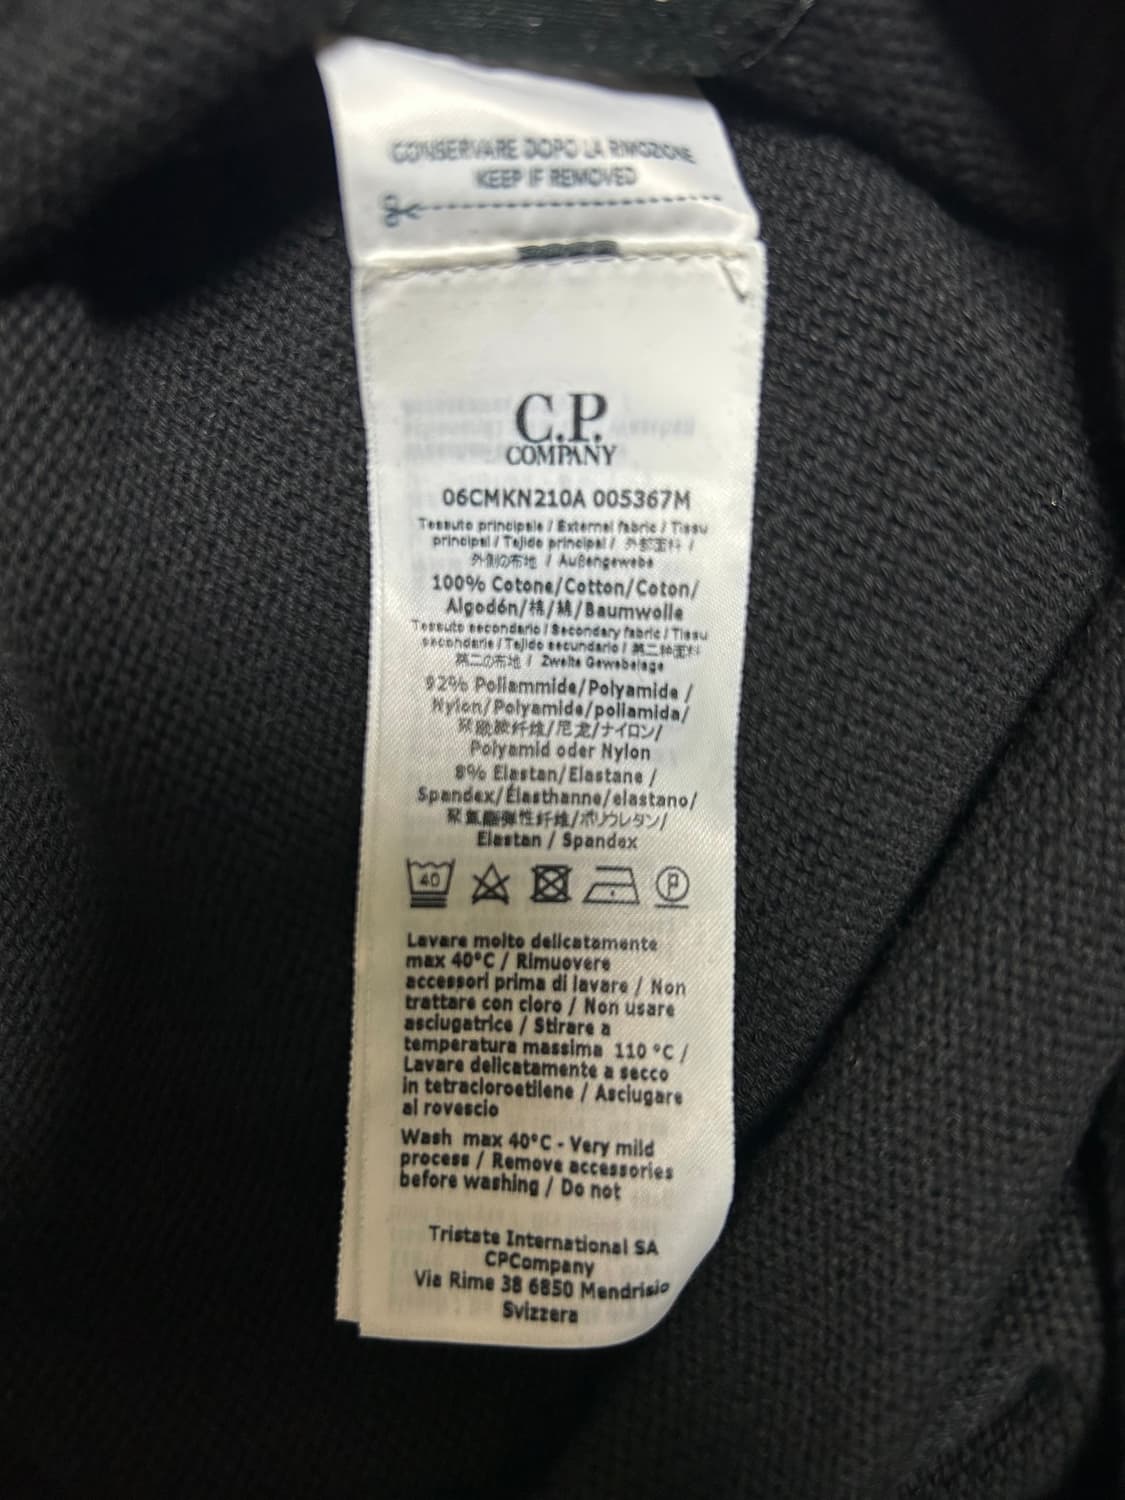 CONSERVARE DOPO LA RIMOZIONE
KEEP IF REMOVED
C.P.
COMPANY
06CMKN210A 005367M
Tessuto principale / External fabric / Tissu
principal / Tejido principal / 外部面料 /
外側の布地 / Außengewebe
100% Cotone/Cotton/Coton/
Algodón/棉/綿/Baumwolle
Tessuto secondario / Secondary fabric / Tissu
secondarie / Tejido secundario / 第二种面料
第二の布地 / Zweite Gewebelage
92% Poliammide/Polyamide /
Nylon/Polyamide/poliamida/
聚酰胺纤维/尼龙/ナイロン/
Polyamid oder Nylon
8% Elastan/Elastane /
Spandex/Élasthanne/elastano/
聚氨酯弹性纤维/ポリウレタン/
Elastan / Spandex
40 P
Lavare molto delicatamente
max 40°C / Rimuovere
accessori prima di lavare / Non
trattare con cloro / Non usare
asciugatrice / Stirare a
temperatura massima 110 °C /
Lavare delicatamente a secco
in tetracloroetilene / Asciugare
al rovescio
Wash max 40°C - Very mild
process / Remove accessories
before washing / Do not
Tristate International SA
CPCompany
Via Rime 38 6850 Mendrisio
Svizzera